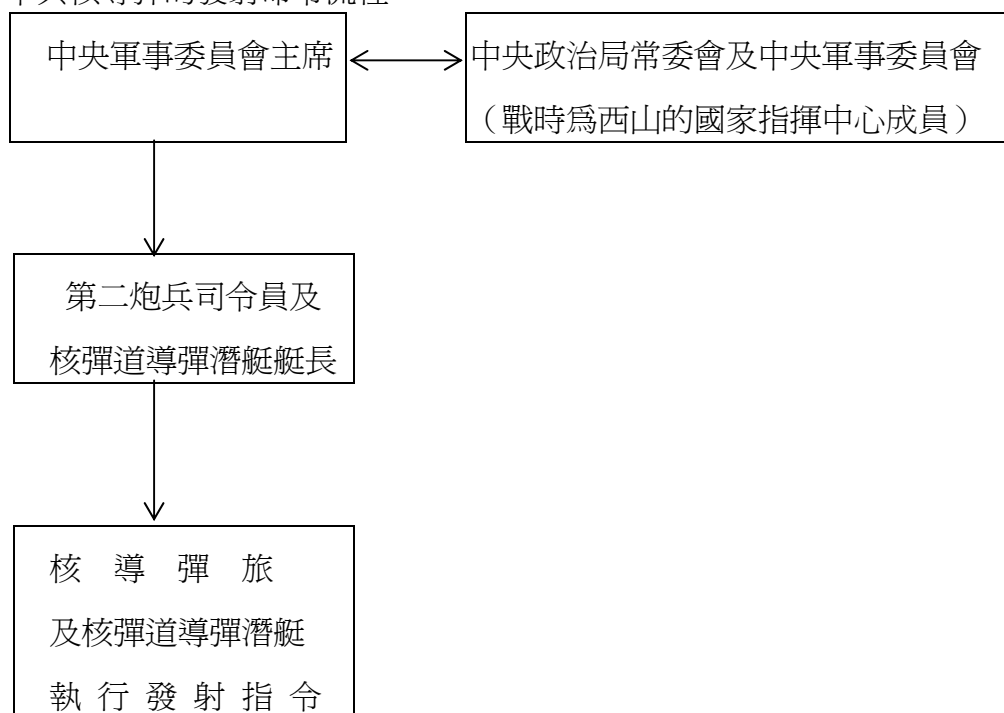 中央軍事委員會主席
中央政治局常委會及中央軍事委員會
（戰時爲西山的國家指揮中心成員）
第二炮兵司令員及
核彈道導彈潛艇艇長
核導彈旅
及核彈道導彈潛艇
執行發射指令